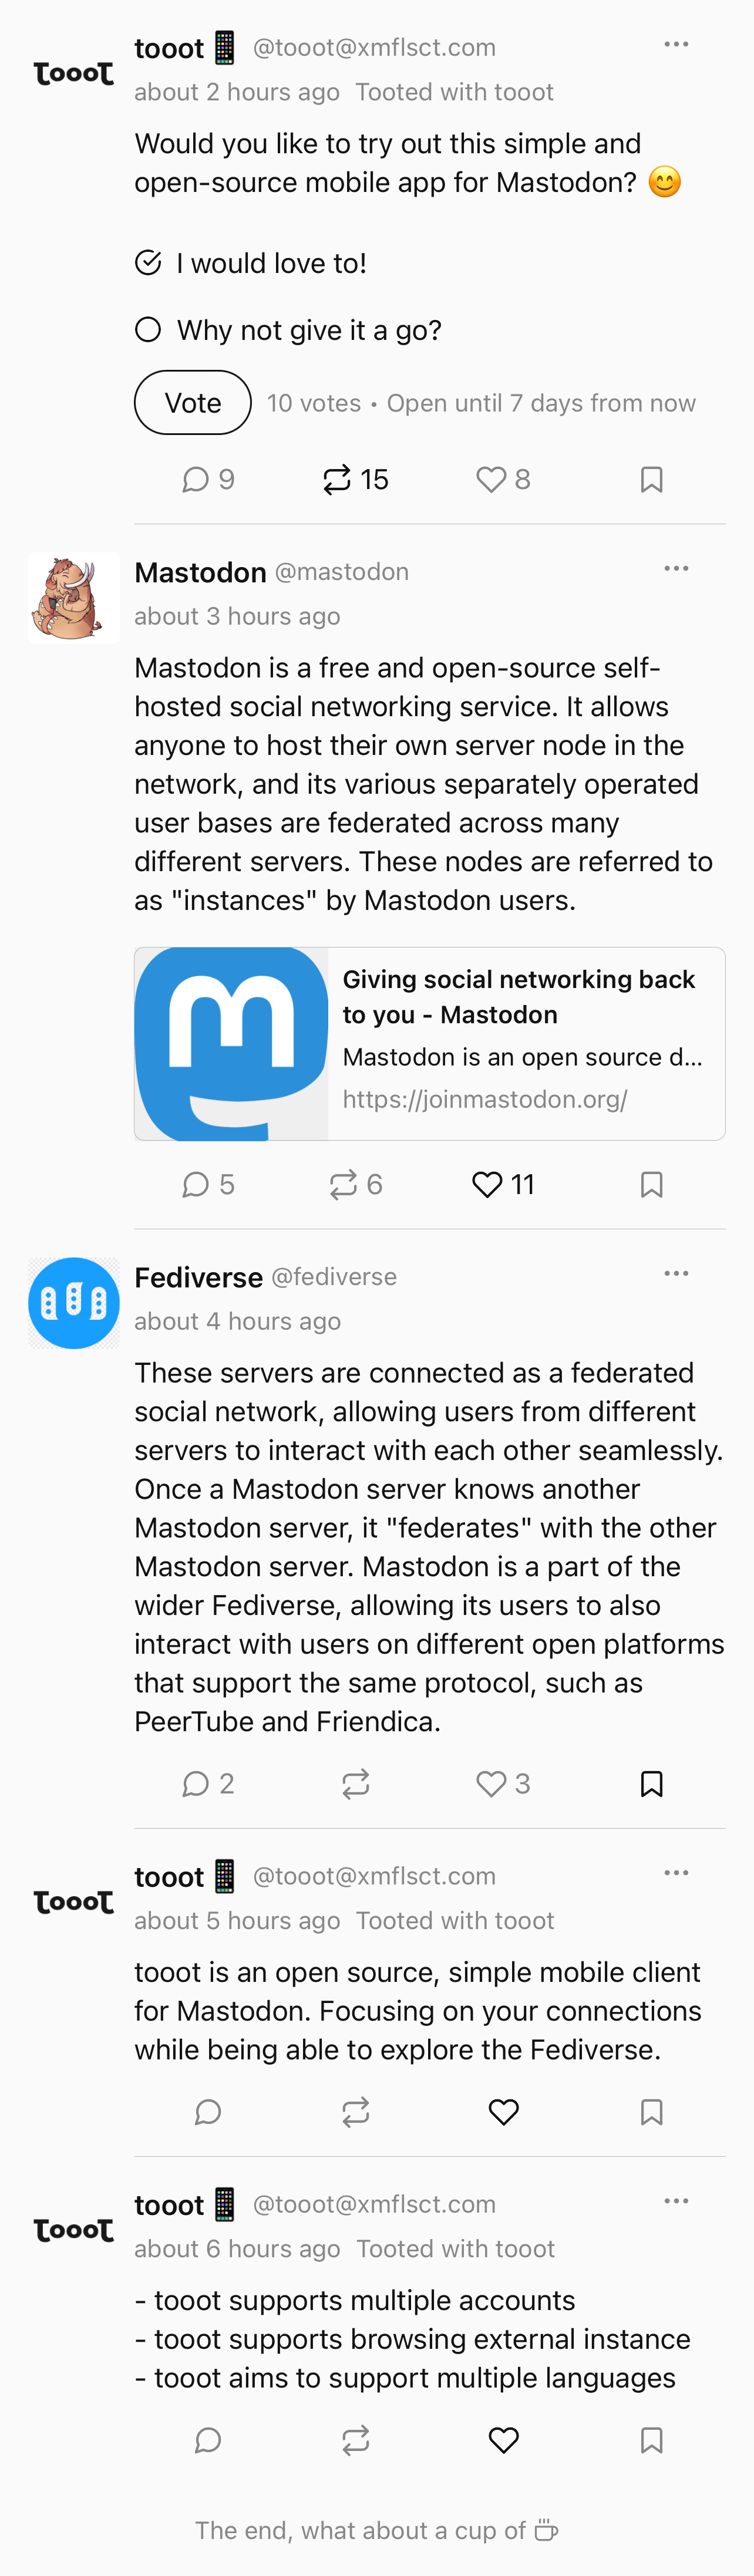 tooot
tooot 📱 @tooot@xmflsct.com
about 2 hours ago Tooted with tooot
Would you like to try out this simple and
open-source mobile app for Mastodon? 😊
I would love to!
Why not give it a go?
Vote 10 votes • Open until 7 days from now
9 15 8
Mastodon @mastodon
about 3 hours ago
Mastodon is a free and open-source self-
hosted social networking service. It allows
anyone to host their own server node in the
network, and its various separately operated
user bases are federated across many
different servers. These nodes are referred to
as "instances" by Mastodon users.
m
Giving social networking back
to you - Mastodon
Mastodon is an open source d...
https://joinmastodon.org/
5 6 11
Fediverse @fediverse
about 4 hours ago
These servers are connected as a federated
social network, allowing users from different
servers to interact with each other seamlessly.
Once a Mastodon server knows another
Mastodon server, it "federates" with the other
Mastodon server. Mastodon is a part of the
wider Fediverse, allowing its users to also
interact with users on different open platforms
that support the same protocol, such as
PeerTube and Friendica.
2 3
tooot
tooot 📱 @tooot@xmflsct.com
about 5 hours ago Tooted with tooot
tooot is an open source, simple mobile client
for Mastodon. Focusing on your connections
while being able to explore the Fediverse.
tooot
tooot 📱 @tooot@xmflsct.com
about 6 hours ago Tooted with tooot
- tooot supports multiple accounts
- tooot supports browsing external instance
- tooot aims to support multiple languages
The end, what about a cup of